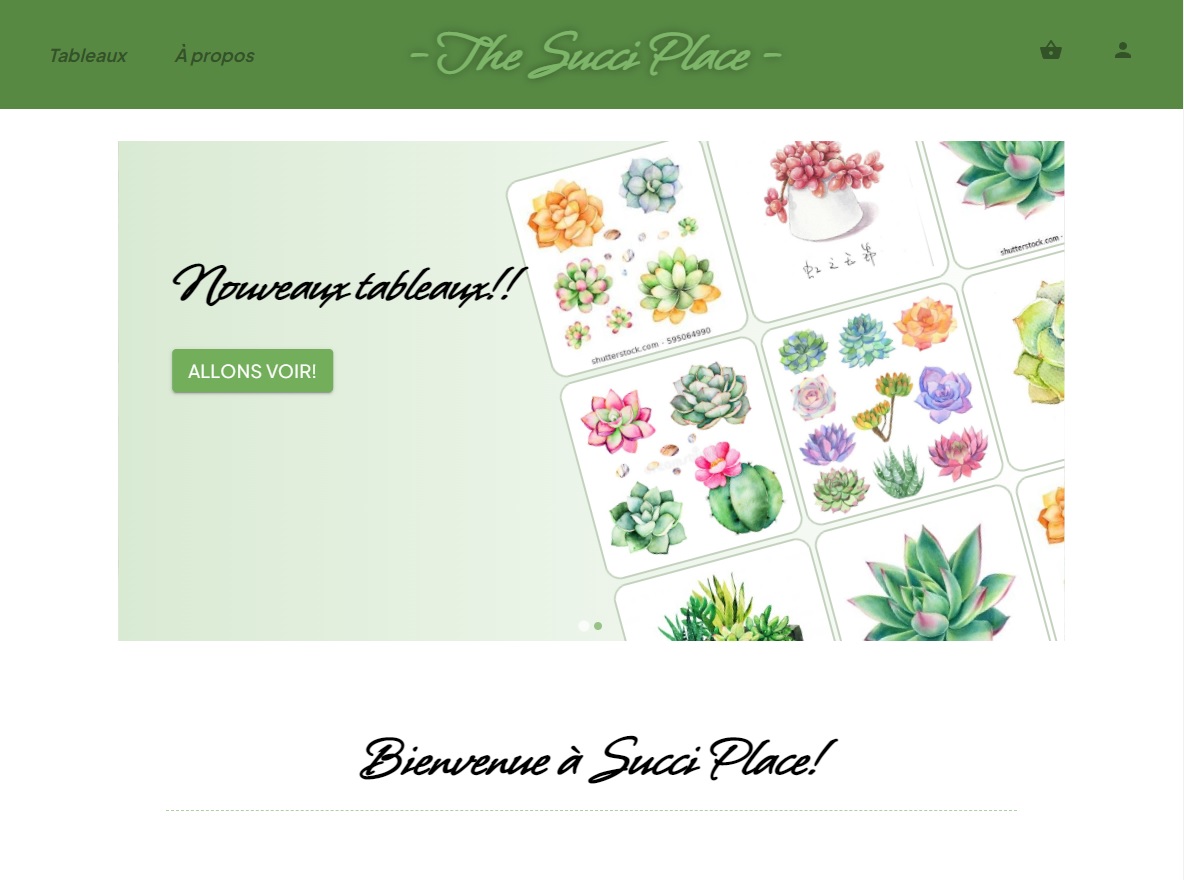 Tableaux
À propos
- The Succi Place -
Nouveaux tableaux!!
ALLONS VOIR!
shutterstock.com · 595064990
shutterstock.com ·
Bienvenue à Succi Place!